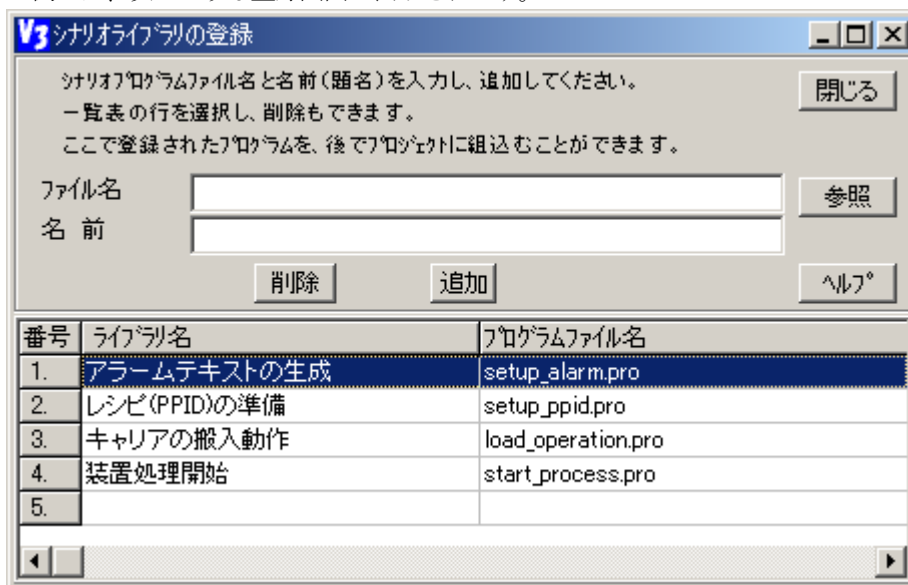 V3 シナリオライブラリの登録
シナリオプログラムファイル名と名前(題名)を入力し、追加してください。
一覧表の行を選択し、削除もできます。
ここで登録されたプログラムを、後でプロジェクトに組込むことができます。
閉じる
ファイル名
参照
名 前
削除 追加 ヘルプ
番号 ライブラリ名 プログラムファイル名
1. アラームテキストの生成 setup_alarm.pro
2. レシピ(PPID)の準備 setup_ppid.pro
3. キャリアの搬入動作 load_operation.pro
4. 装置処理開始 start_process.pro
5.